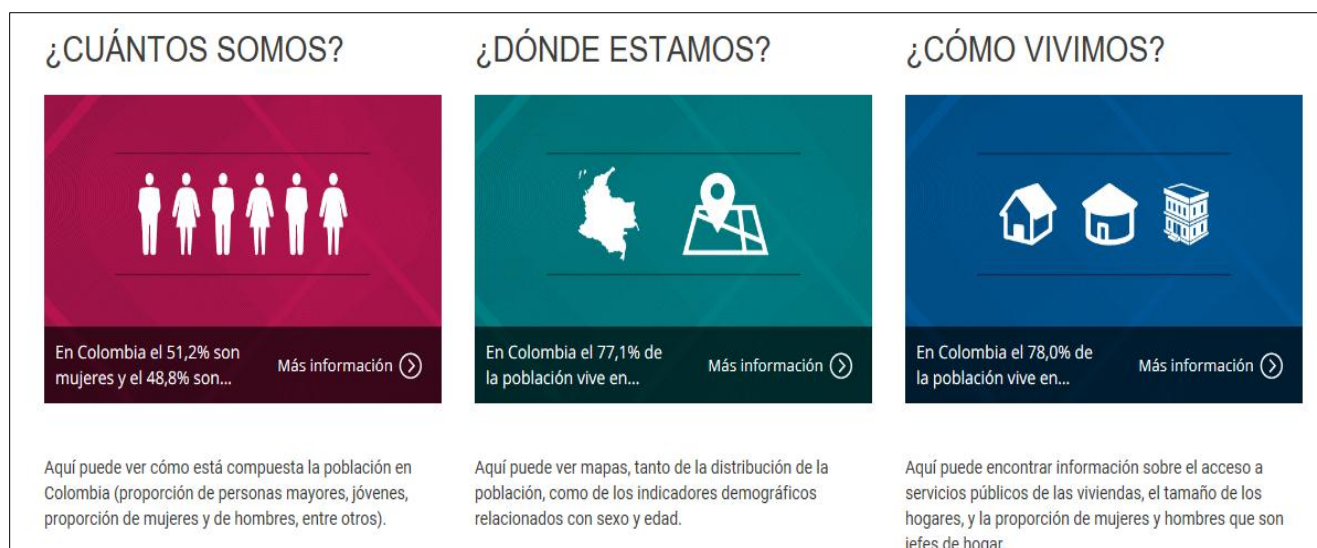 ¿CUÁNTOS SOMOS?
En Colombia el 51,2% son
mujeres y el 48,8% son...
Más información
Aquí puede ver cómo está compuesta la población en
Colombia (proporción de personas mayores, jóvenes,
proporción de mujeres y de hombres, entre otros).
¿DÓNDE ESTAMOS?
En Colombia el 77,1% de
la población vive en...
Más información
Aquí puede ver mapas, tanto de la distribución de la
población, como de los indicadores demográficos
relacionados con sexo y edad.
¿CÓMO VIVIMOS?
En Colombia el 78,0% de
la población vive en...
Más información
Aquí puede encontrar información sobre el acceso a
servicios públicos de las viviendas, el tamaño de los
hogares, y la proporción de mujeres y hombres que son
jefes de hogar